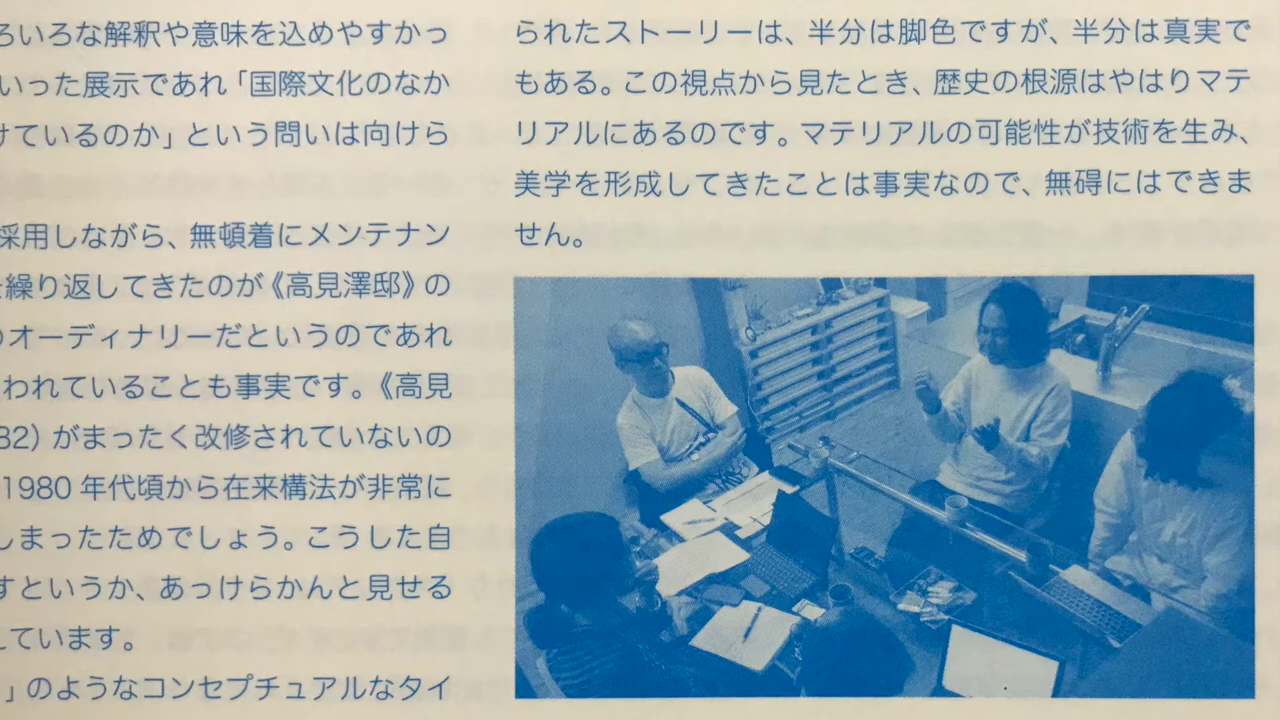 ろいろな解釈や意味を込めやすかっ
いった展示であれ「国際文化のなか
けているのか」という問いは向けら
採用しながら、無頓着にメンテナン
を繰り返してきたのが《高見澤邸》の
のオーディナリーだというのであれ
われていることも事実です。《高見
82）がまったく改修されていないの
1980年代頃から在来構法が非常に
しまったためでしょう。こうした自
すというか、あっけらかんと見せる
えています。
」のようなコンセプチュアルなタイ
られたストーリーは、半分は脚色ですが、半分は真実で
もある。この視点から見たとき、歴史の根源はやはりマテ
リアルにあるのです。マテリアルの可能性が技術を生み、
美学を形成してきたことは事実なので、無碍にはできま
せん。